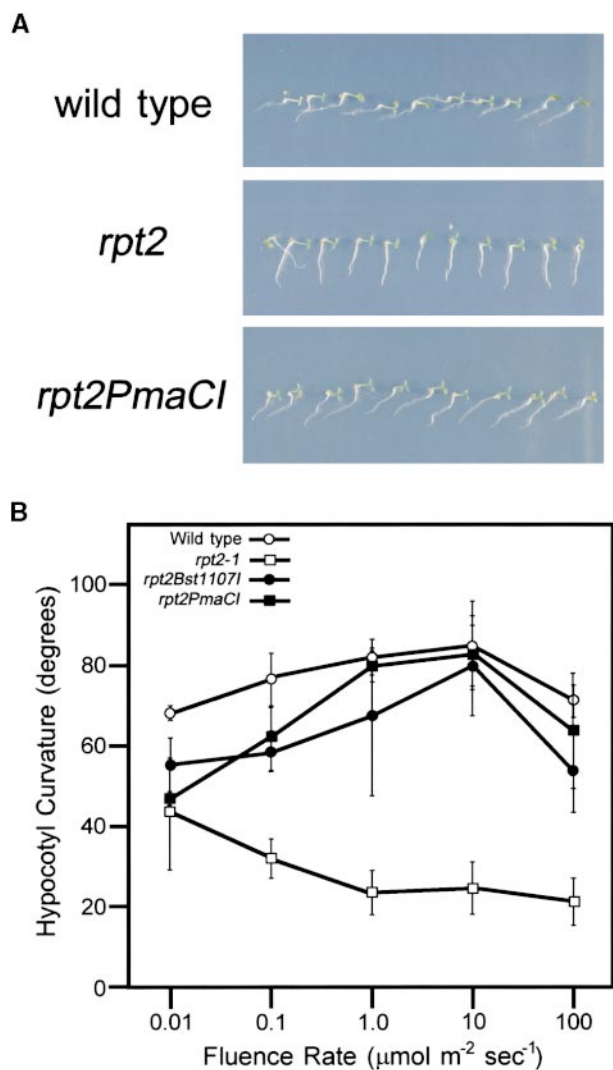 A
wild type
rpt2
rpt2PmaCI
B
Wild type
rpt2-1
rpt2Bst1107I
rpt2PmaCI
100
80
60
40
20
0
Hypocotyl Curvature (degrees)
0.01 0.1 1.0 10 100
Fluence Rate (μmol m⁻² sec⁻¹)